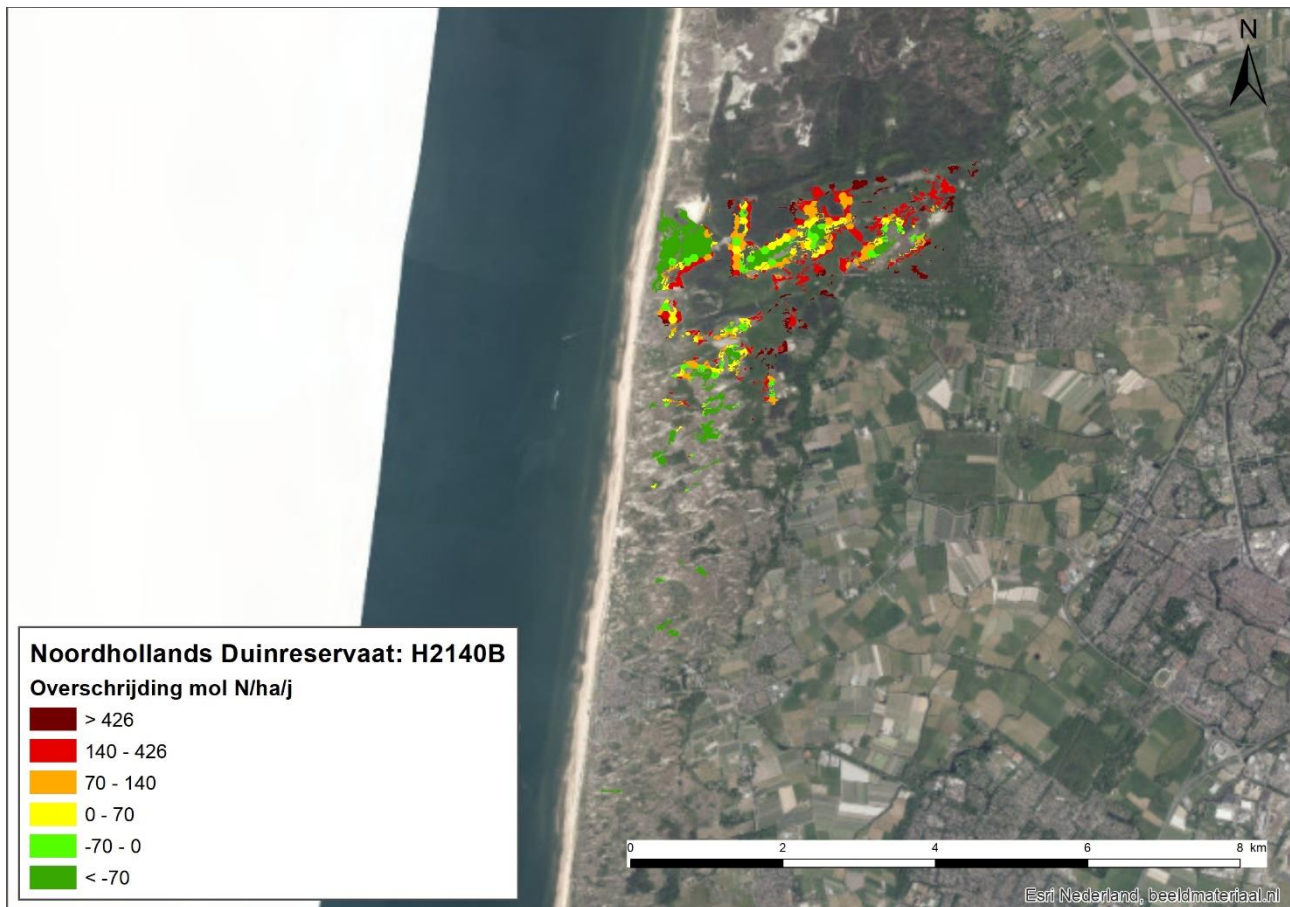 N
Noordhollands Duinreservaat: H2140B
Overschrijding mol N/ha/j
> 426
140 - 426
70 - 140
0 - 70
-70 - 0
< -70
0 2 4 6 8 km
Esri Nederland, beeldmateriaal.nl